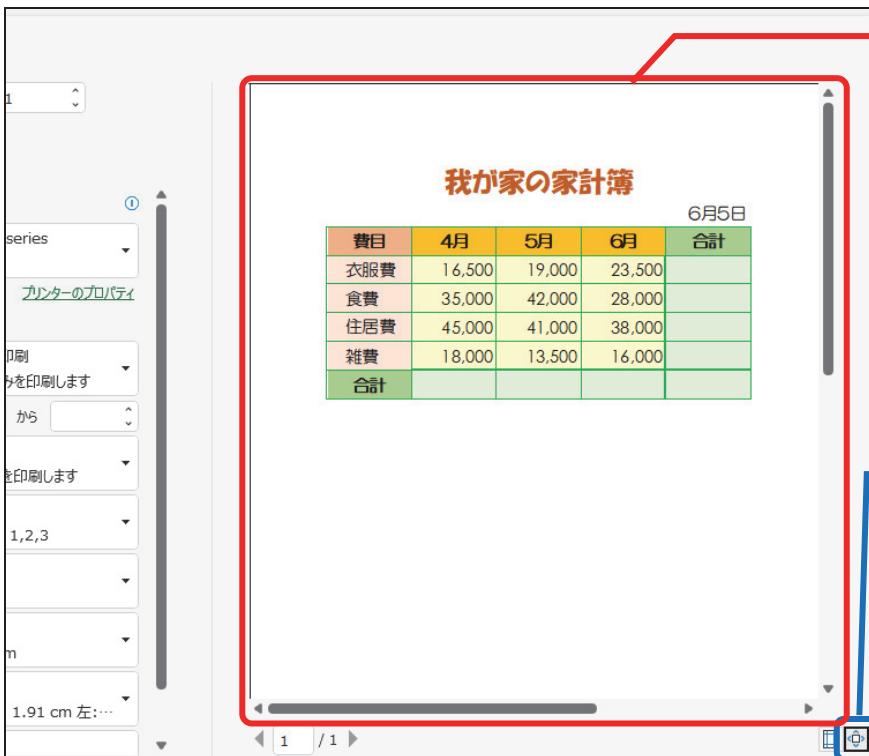 1
series
プリンターのプロパティ
印刷
みを印刷します
から
を印刷します
1,2,3
m
1.91 cm 左:…
我が家の家計簿
6月5日
費目 4月 5月 6月 合計
衣服費 16,500 19,000 23,500
食費 35,000 42,000 28,000
住居費 45,000 41,000 38,000
雑費 18,000 13,500 16,000
合計
1 / 1